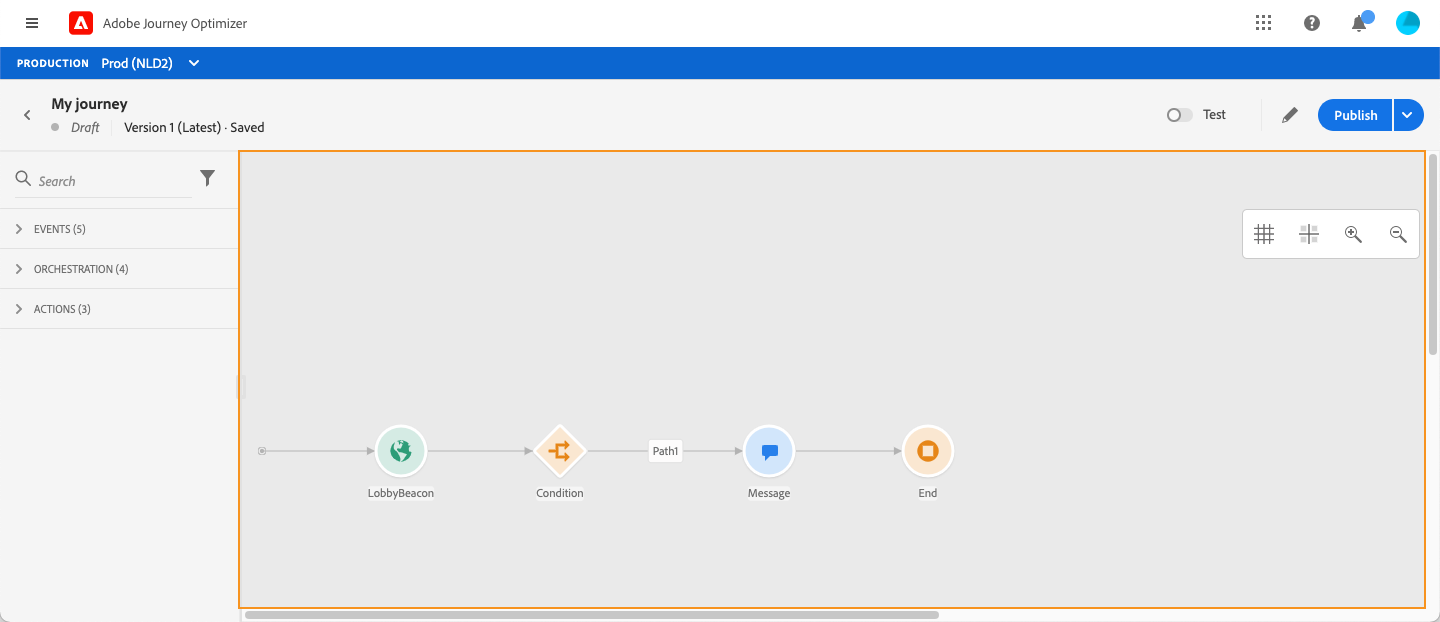 Adobe Journey Optimizer
PRODUCTION Prod (NLD2)
My journey
Draft Version 1 (Latest) · Saved
Test
Publish
Search
EVENTS (5)
ORCHESTRATION (4)
ACTIONS (3)
Path1
LobbyBeacon
Condition
Message
End